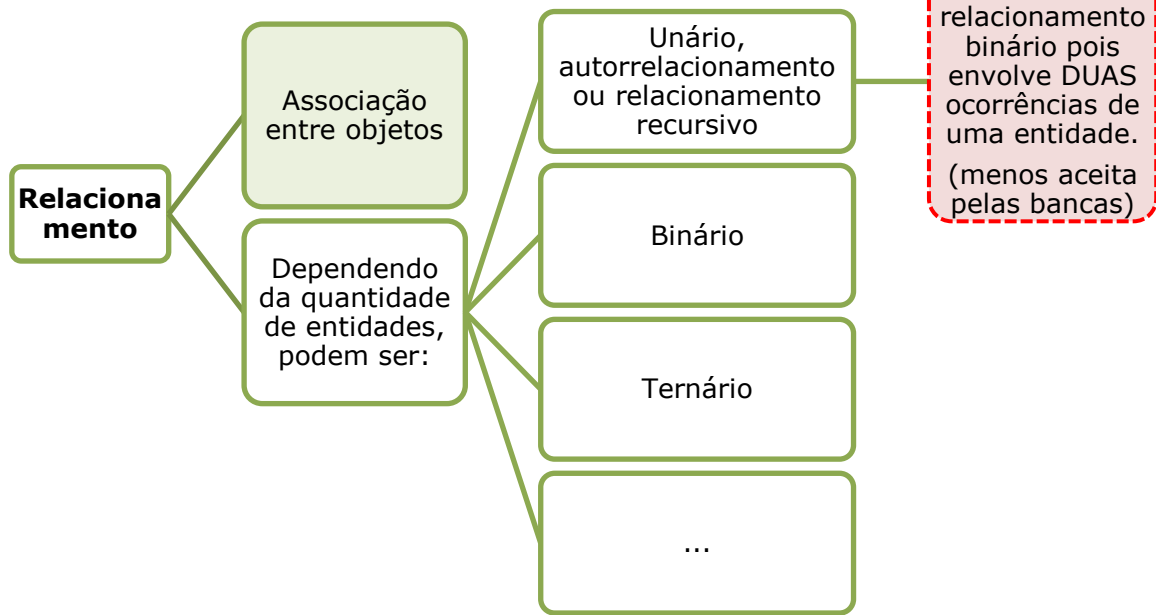 Relaciona
mento
Associação
entre objetos
Dependendo
da quantidade
de entidades,
podem ser:
Unário,
autorrelacionamento
ou relacionamento
recursivo
relacionamento
binário pois
envolve DUAS
ocorrências de
uma entidade.
(menos aceita
pelas bancas)
Binário
Ternário
...